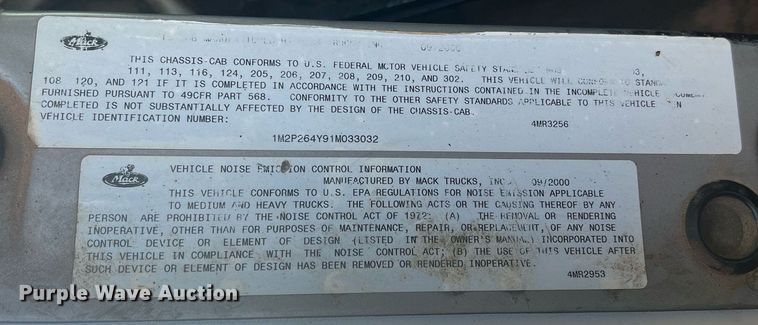 Mack
09/2000
THIS CHASSIS-CAB CONFORMS TO U.S. FEDERAL MOTOR VEHICLE SAFETY 03,
111, 113, 116, 124, 205, 206, 207, 208, 209, 210, AND 302. THIS VEHICLE WILL CONFORM TO
108 120, AND 121 IF IT IS COMPLETED IN ACCORDANCE WITH THE INSTRUCTIONS CONTAINED IN THE INCOMPLETE VEHICLE
FURNISHED PURSUANT TO 49CFR PART 568. CONFORMITY TO THE OTHER SAFETY STANDARDS APPLICABLE TO THIS VEHICLE
COMPLETED IS NOT SUBSTANTIALLY AFFECTED BY THE DESIGN OF THE CHASSIS-CAB.
VEHICLE IDENTIFICATION NUMBER: 4MR3256
1M2P264Y91M033032
Mack
VEHICLE NOISE EMISSION CONTROL INFORMATION
MANUFACTURED BY MACK TRUCKS, INC. 09/2000
THIS VEHICLE CONFORMS TO U.S. EPA REGULATIONS FOR NOISE EMISSION APPLICABLE
TO MEDIUM AND HEAVY TRUCKS. THE FOLLOWING ACTS OR THE CAUSING THEREOF BY ANY
PERSON ARE PROHIBITED BY THE NOISE CONTROL ACT OF 1972: (A) THE REMOVAL OR RENDERING
INOPERATIVE, OTHER THAN FOR PURPOSES OF MAINTENANCE, REPAIR, OR REPLACEMENT, OF ANY NOISE
CONTROL DEVICE OR ELEMENT OF DESIGN (LISTED IN THE OWNER'S MANUAL) INCORPORATED INTO
THIS VEHICLE IN COMPLIANCE WITH THE NOISE CONTROL ACT; (B) THE USE OF THIS VEHICLE AFTER
SUCH DEVICE OR ELEMENT OF DESIGN HAS BEEN REMOVED OR RENDERED INOPERATIVE.
4MR2953
Purple Wave Auction